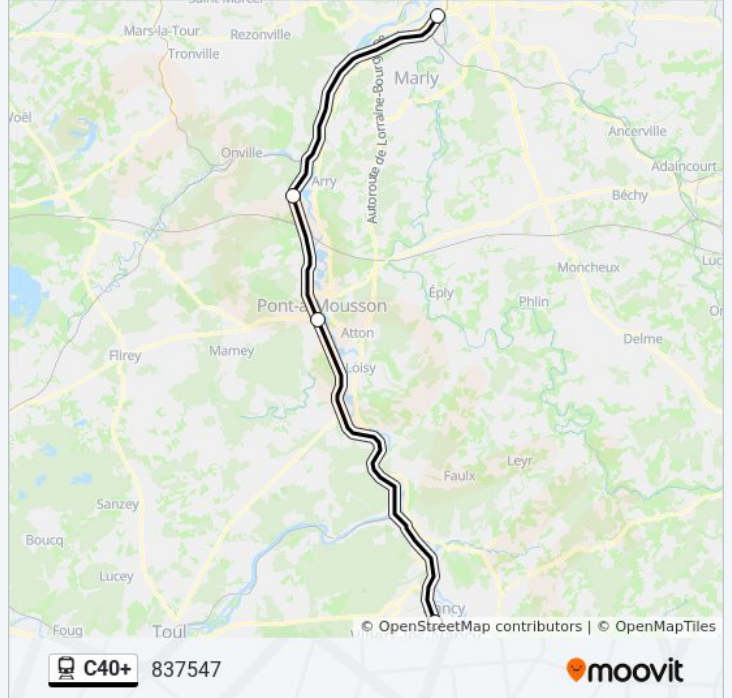 Mars-la-Tour
Rezonville
Tronville
Marly
Autoroute de Lorraine-Bourgogne
Ancerville
Onville
Adaincourt
Arry
Béchy
Moncheux
Éply
Phlin
Pont-à-Mousson
Atton
Delme
Flirey
Mamey
Loisy
Leyr
Faulx
Sanzey
Boucq
Lucey
ncy
© OpenStreetMap contributors | © OpenMapTiles
Foug
Toul
C40+ 837547
moovit